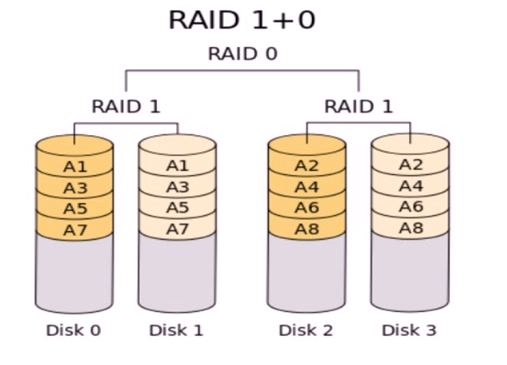 RAID 1+0
RAID 0
RAID 1
RAID 1
A1
A3
A5
A7
A1
A3
A5
A7
A2
A4
A6
A8
A2
A4
A6
A8
Disk 0
Disk 1
Disk 2
Disk 3